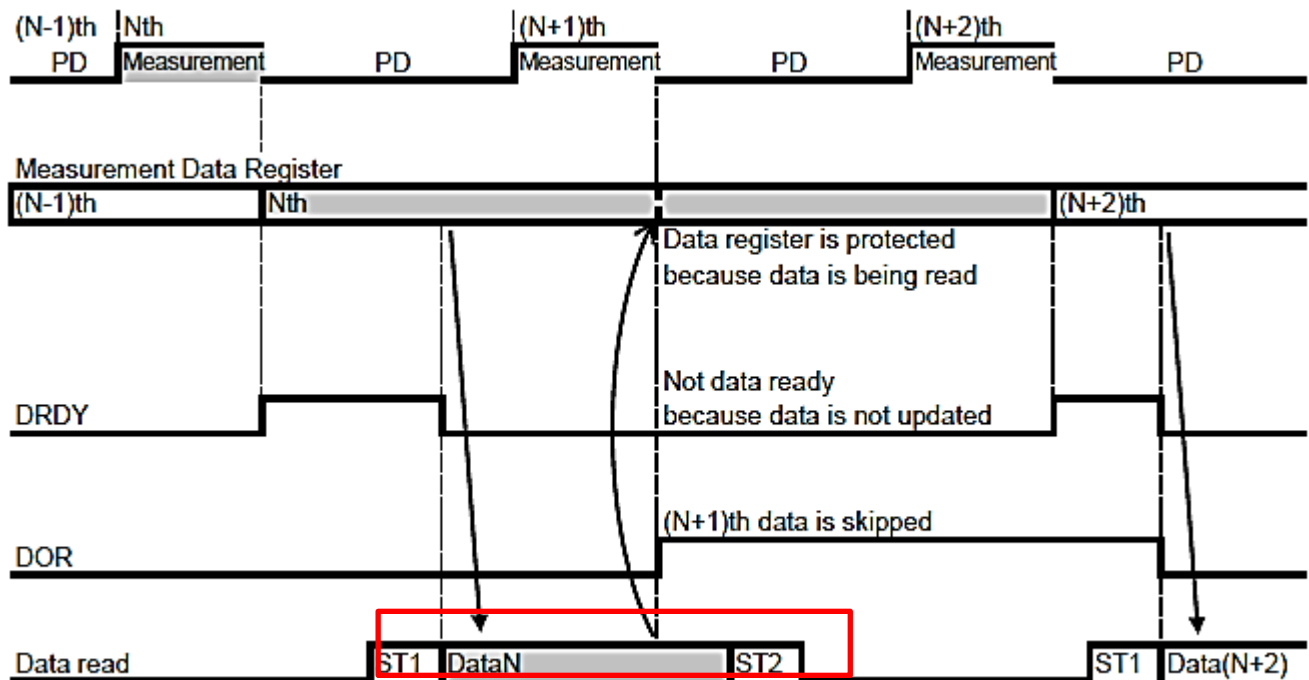 (N-1)th Nth (N+1)th (N+2)th
PD Measurement PD Measurement PD Measurement PD
Measurement Data Register
(N-1)th Nth (N+2)th
Data register is protected
because data is being read
Not data ready
DRDY because data is not updated
(N+1)th data is skipped
DOR
Data read ST1 DataN ST2 ST1 Data(N+2)